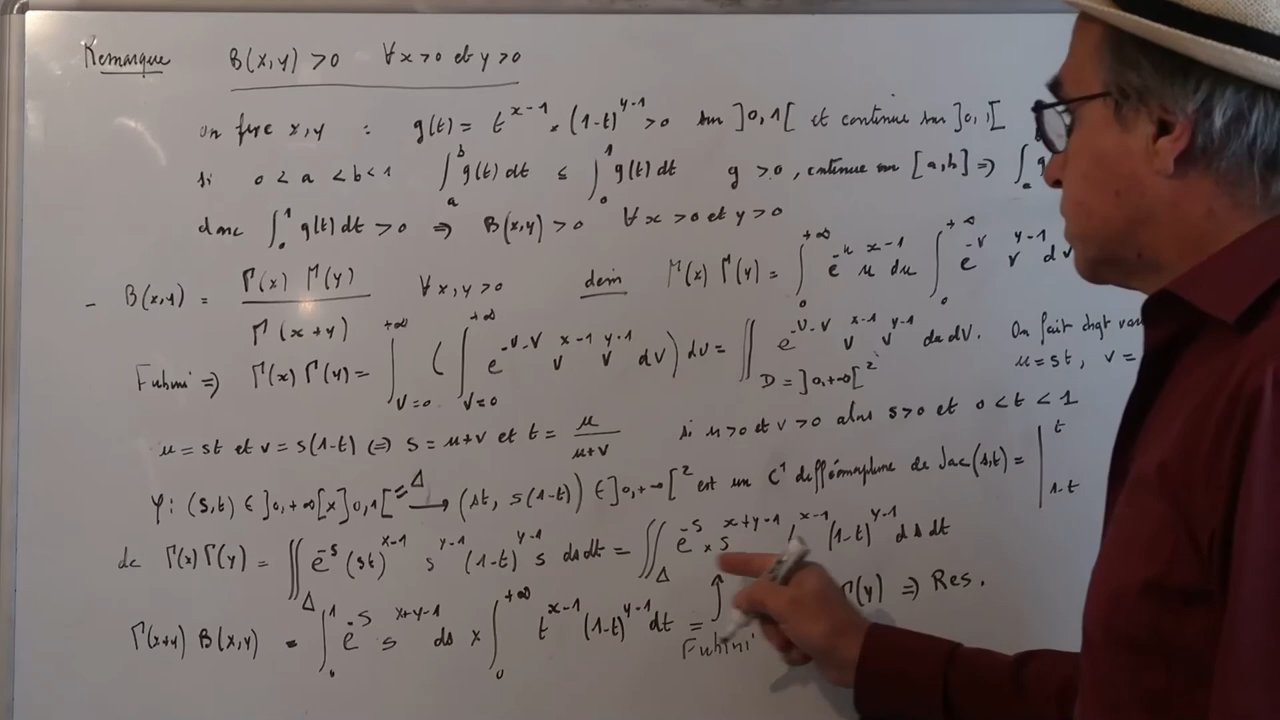 Remarque B(x,y) > 0 ∀x>0 et y>0
on fixe x,y : g(t) = t^{x-1} × (1-t)^{y-1} > 0 sur ]0,1[ et continue sur ]0,1[
si 0 < a < b < 1 ∫_a^b g(t) dt ≤ ∫_0^1 g(t) dt g > 0, continue sur [a,b] ⇒ ∫_a g
donc ∫_0^1 g(t) dt > 0 ⇒ B(x,y) > 0 ∀x>0 et y>0
- B(x,y) = Γ(x) Γ(y) / Γ(x+y) ∀x,y>0 dem Γ(x) Γ(y) = ∫_0^{+∞} e^{-u} u^{x-1} du ∫_0^{+∞} e^{-v} v^{y-1} dv
Fubini ⇒ Γ(x) Γ(y) = ∫_{U=0}^{+∞} ( ∫_{V=0}^{+∞} e^{-U-V} U^{x-1} V^{y-1} dV ) dU = ∬_{D = ]0,+∞[^2} e^{-U-V} U^{x-1} V^{y-1} du dV. On fait chgt
u = st, v =
u = st et v = s(1-t) ⇔ s = u+v et t = u/(u+v) si u>0 et v>0 alors s>0 et 0 < t < 1
φ : (s,t) ∈ ]0,+∞[×]0,1[ = Δ → (st, s(1-t)) ∈ ]0,+∞[^2 est un C^1 difféomorphisme de Jac(s,t) = | t
1-t
dc Γ(x)Γ(y) = ∬_Δ e^{-s} (st)^{x-1} s^{y-1} (1-t)^{y-1} s ds dt = ∬_Δ e^{-s} × s^{x+y-1} t^{x-1} (1-t)^{y-1} ds dt
Γ(x+y) B(x,y) = ∫_0^1 e^{-s} s^{x+y-1} ds × ∫_0^{+∞} t^{x-1} (1-t)^{y-1} dt = Γ(y) ⇒ Res.
↑
Fubini